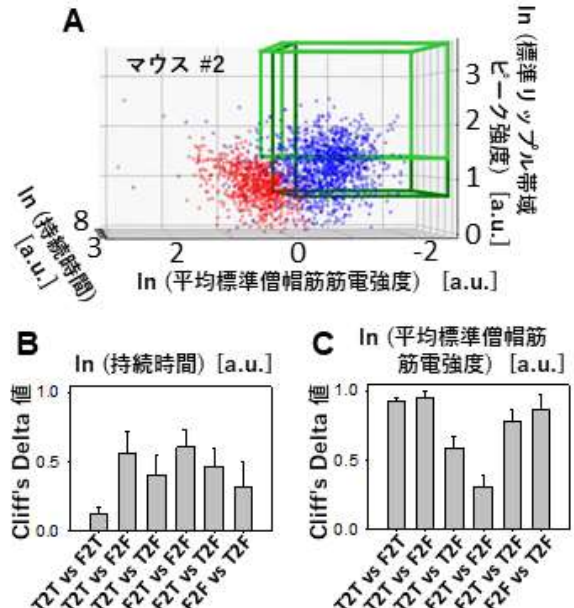 A
マウス #2
ln (標準リップル帯域
ピーク強度) [a.u.]
3
2
1
0
ln (持続時間)
[a.u.]
8
3
2
0
-2
ln (平均標準僧帽筋筋電強度) [a.u.]
B
ln (持続時間) [a.u.]
Cliff's Delta 値
1.0
0.5
0.0
T2T vs F2T
T2T vs F2F
T2T vs T2F
F2T vs F2F
F2T vs T2F
F2F vs T2F
C
ln (平均標準僧帽筋
筋電強度) [a.u.]
Cliff's Delta 値
1.0
0.5
0.0
T2T vs F2T
T2T vs F2F
T2T vs T2F
F2T vs F2F
F2T vs T2F
F2F vs T2F